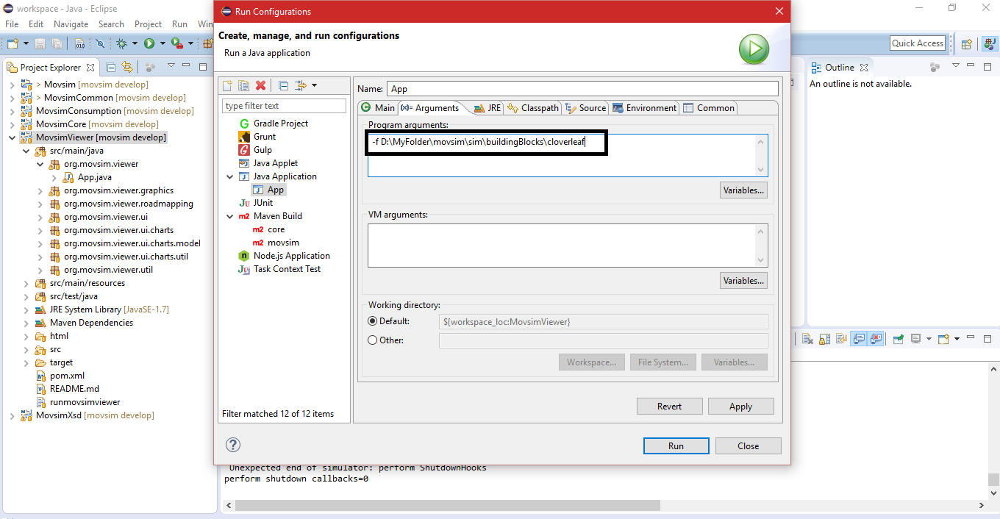 workspace - Java - Eclipse
File Edit Navigate Search Project Run Win
Quick Access
Project Explorer
> Movsim [movsim develop]
> MovsimCommon [movsim develop]
MovsimConsumption [movsim develop]
MovsimCore [movsim develop]
MovsimViewer [movsim develop]
src/main/java
org.movsim.viewer
App.java
org.movsim.viewer.graphics
org.movsim.viewer.roadmapping
org.movsim.viewer.ui
org.movsim.viewer.ui.charts
org.movsim.viewer.ui.charts.model
org.movsim.viewer.ui.charts.util
org.movsim.viewer.util
src/main/resources
src/test/java
JRE System Library [JavaSE-1.7]
Maven Dependencies
html
src
target
pom.xml
README.md
runmovsimviewer
MovsimXsd [movsim develop]
Run Configurations
Create, manage, and run configurations
Run a Java application
type filter text
Gradle Project
Grunt
Gulp
Java Applet
Java Application
App
JUnit
Maven Build
core
movsim
Node.js Application
Task Context Test
Filter matched 12 of 12 items
Name: App
Main (x)= Arguments JRE Classpath Source Environment Common
Program arguments:
-f D:\MyFolder\movsim\sim\buildingBlocks\cloverleaf
Variables...
VM arguments:
Variables...
Working directory:
Default: ${workspace_loc:MovsimViewer}
Other:
Workspace... File System... Variables...
Revert Apply
Run Close
Outline
An outline is not available.
Unexpected end of simulator: perform ShutdownHooks
perform shutdown callbacks=0